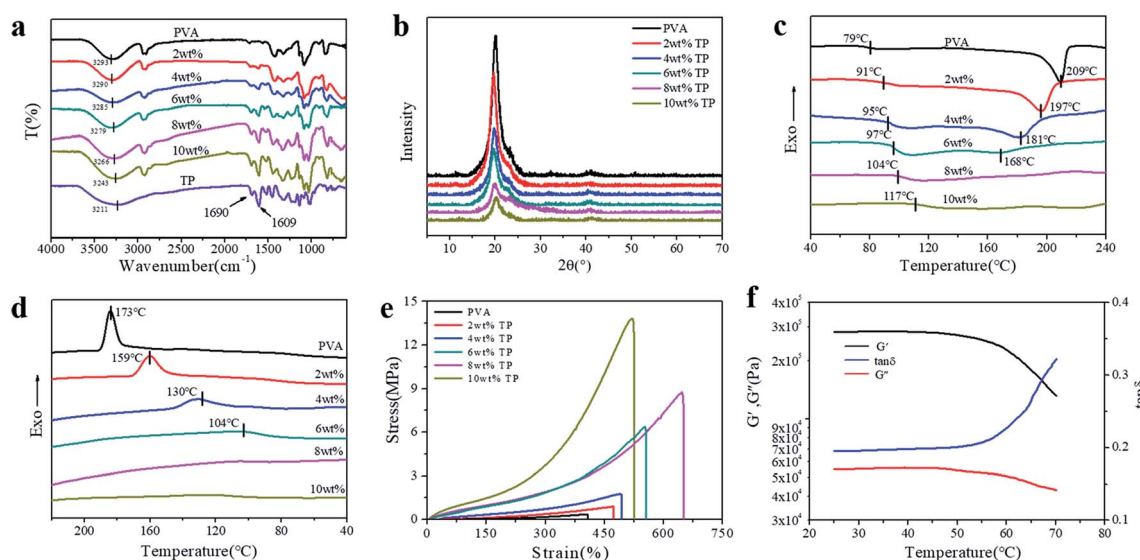 a
PVA
3293
2wt%
3290
4wt%
3285
6wt%
3279
8wt%
3266
10wt%
3243
TP
3211
1690
1609
T(%)
4000 3500 3000 2500 2000 1500 1000
Wavenumber(cm⁻¹)
b
PVA
2wt% TP
4wt% TP
6wt% TP
8wt% TP
10wt% TP
Intensity
10 20 30 40 50 60 70
2θ(°)
c
79℃
PVA
209℃
91℃
2wt%
197℃
95℃
4wt%
181℃
97℃
6wt%
168℃
104℃
8wt%
117℃
10wt%
Exo
40 80 120 160 200 240
Temperature(℃)
d
173℃
PVA
159℃
2wt%
130℃
4wt%
104℃
6wt%
8wt%
10wt%
Exo
200 160 120 80 40
Temperature(℃)
e
PVA
2wt% TP
4wt% TP
6wt% TP
8wt% TP
10wt% TP
Stress(MPa)
15
12
9
6
3
0
0 150 300 450 600 750
Strain(%)
f
G′
tanδ
G″
G′ ,G″(Pa)
4x10⁵
3x10⁵
2x10⁵
9x10⁴
8x10⁴
7x10⁴
6x10⁴
5x10⁴
4x10⁴
3x10⁴
0.4
0.3
0.2
0.1
tanδ
20 30 40 50 60 70 80
Temperature(℃)